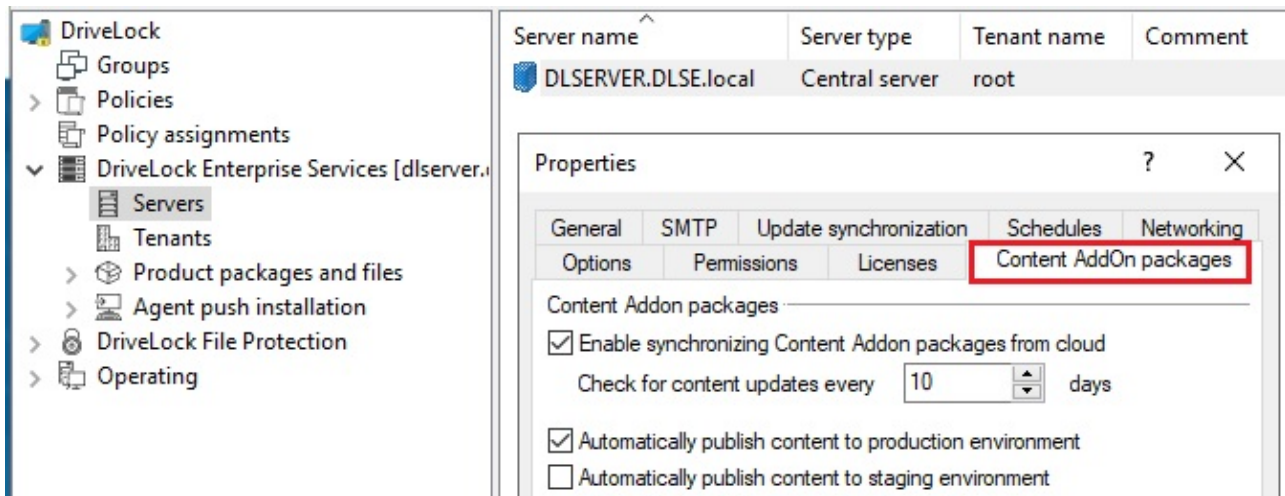 DriveLock
Groups
Policies
Policy assignments
DriveLock Enterprise Services [dlserver.
Servers
Tenants
Product packages and files
Agent push installation
DriveLock File Protection
Operating
Server name Server type Tenant name Comment
DLSERVER.DLSE.local Central server root
Properties ? X
General SMTP Update synchronization Schedules Networking
Options Permissions Licenses Content AddOn packages
Content Addon packages
Enable synchronizing Content Addon packages from cloud
Check for content updates every 10 days
Automatically publish content to production environment
Automatically publish content to staging environment